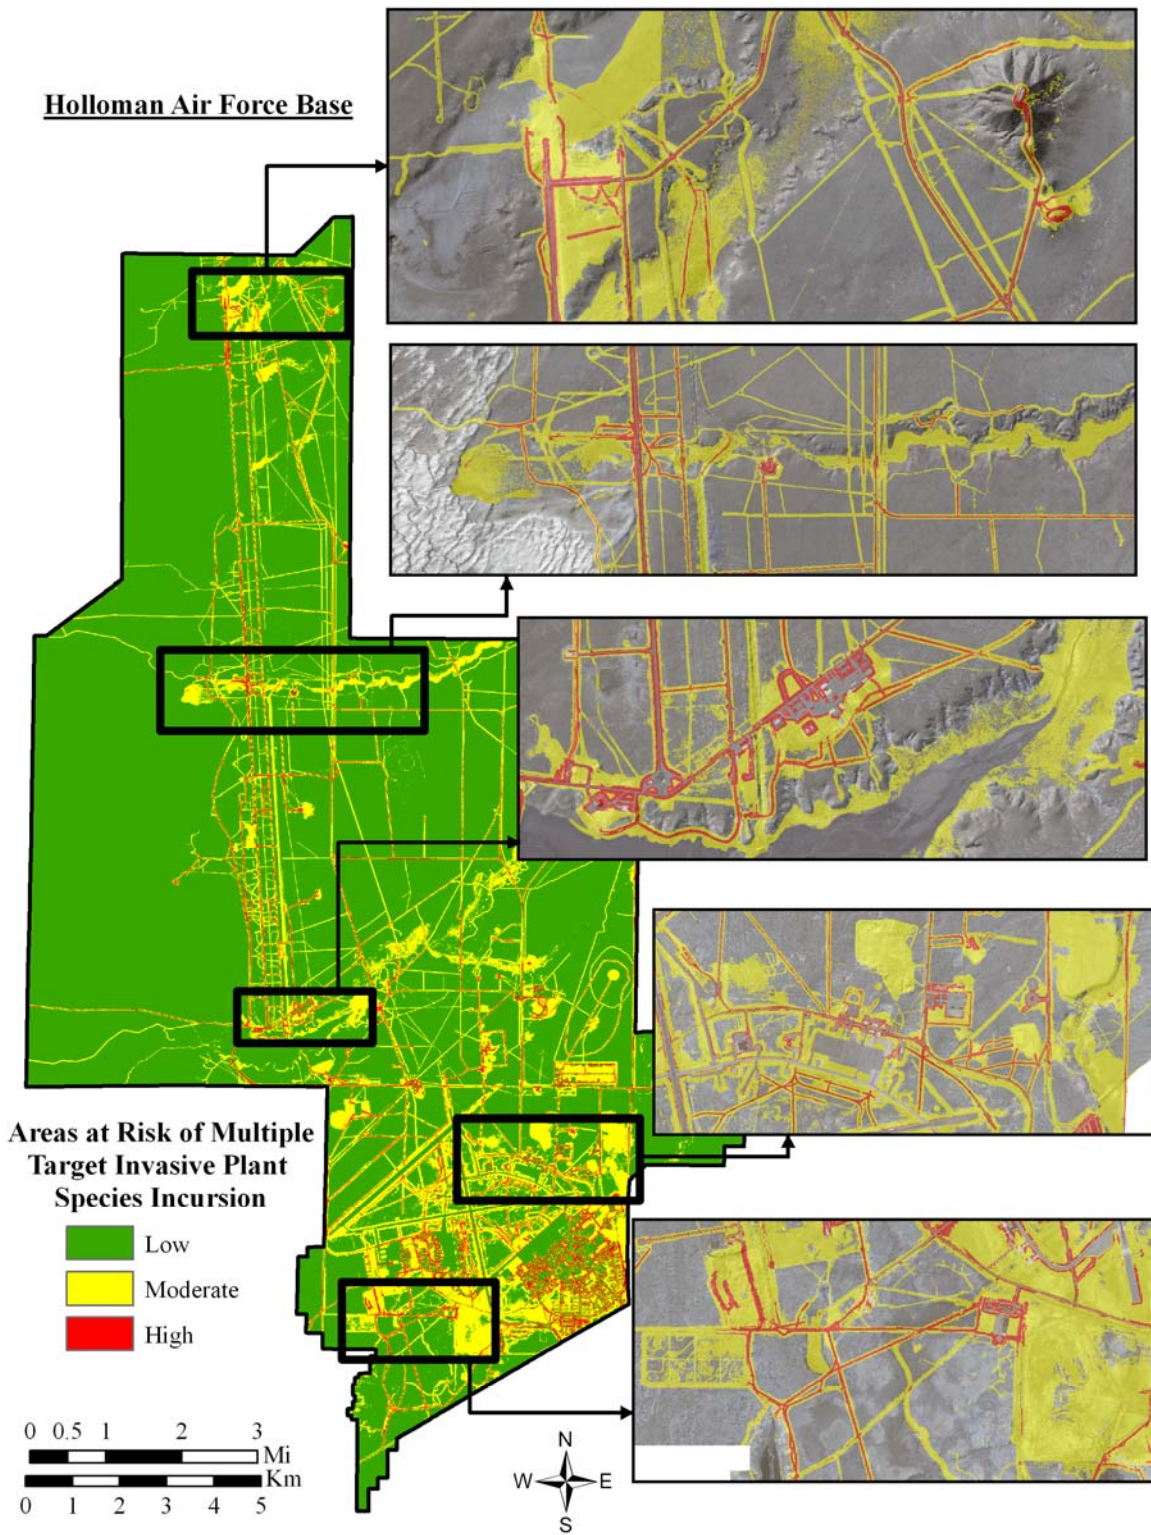 Holloman Air Force Base
Areas at Risk of Multiple
Target Invasive Plant
Species Incursion
Low
Moderate
High
0 0.5 1 2 3
Mi
Km
0 1 2 3 4 5
N
W E
S